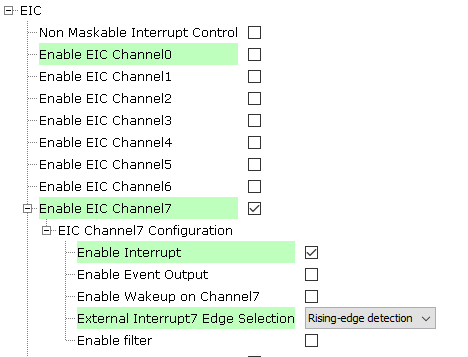 EIC
Non Maskable Interrupt Control
Enable EIC Channel0
Enable EIC Channel1
Enable EIC Channel2
Enable EIC Channel3
Enable EIC Channel4
Enable EIC Channel5
Enable EIC Channel6
Enable EIC Channel7
EIC Channel7 Configuration
Enable Interrupt
Enable Event Output
Enable Wakeup on Channel7
External Interrupt7 Edge Selection Rising-edge detection
Enable filter